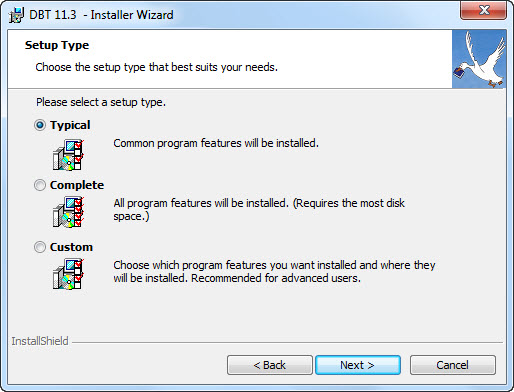 DBT 11.3 - Installer Wizard
Setup Type
Choose the setup type that best suits your needs.
Please select a setup type.
Typical
Common program features will be installed.
Complete
All program features will be installed. (Requires the most disk
space.)
Custom
Choose which program features you want installed and where they
will be installed. Recommended for advanced users.
InstallShield
< Back
Next >
Cancel